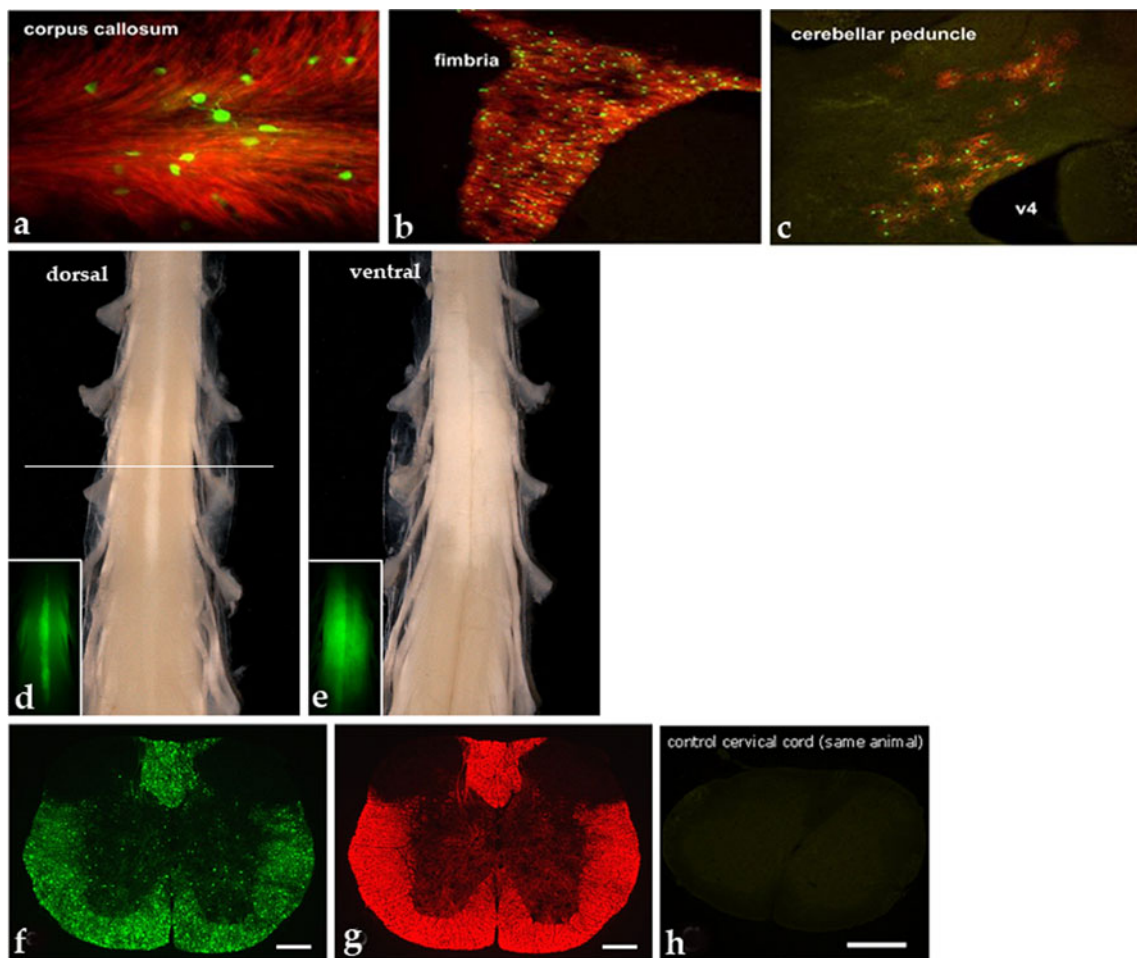 corpus callosum
a
fimbria
b
cerebellar peduncle
v4
c
dorsal
d
ventral
e
f
g
control cervical cord (same animal)
h